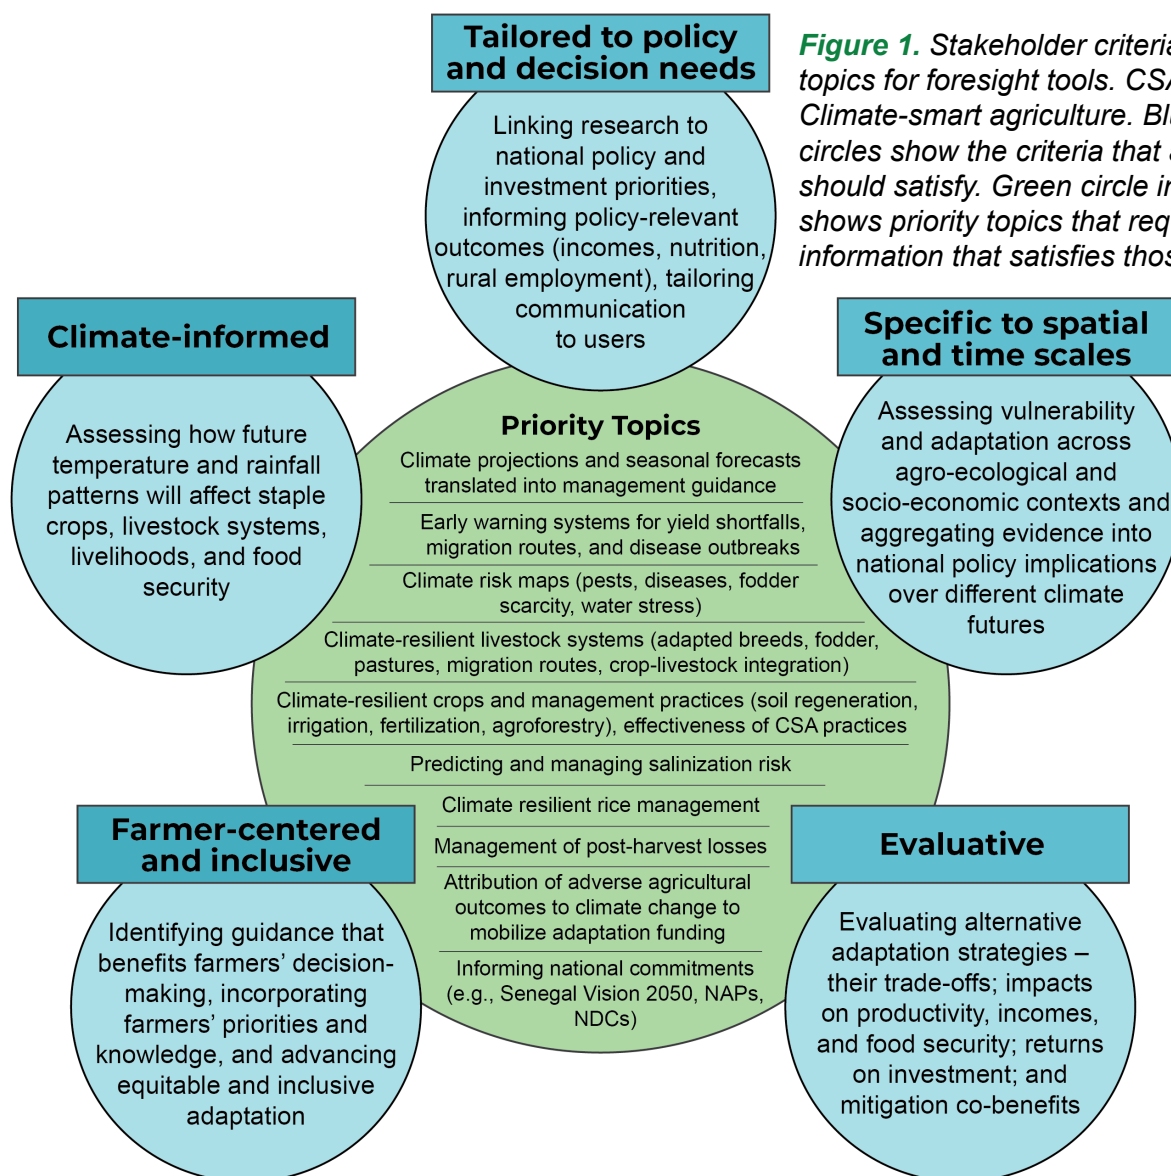 Tailored to policy
and decision needs
Linking research to
national policy and
investment priorities,
informing policy-relevant
outcomes (incomes, nutrition,
rural employment), tailoring
communication
to users
Figure 1. Stakeholder criteria
topics for foresight tools. CSA
Climate-smart agriculture.
circles show the criteria that
should satisfy. Green circle
shows priority topics that
information that satisfies
Climate-informed
Assessing how future
temperature and rainfall
patterns will affect staple
crops, livestock systems,
livelihoods, and food
security
Specific to spatial
and time scales
Assessing vulnerability
and adaptation across
agro-ecological and
socio-economic contexts and
aggregating evidence into
national policy implications
over different climate
futures
Priority Topics
Climate projections and seasonal forecasts
translated into management guidance
Early warning systems for yield shortfalls,
migration routes, and disease outbreaks
Climate risk maps (pests, diseases, fodder
scarcity, water stress)
Climate-resilient livestock systems (adapted breeds, fodder,
pastures, migration routes, crop-livestock integration)
Climate-resilient crops and management practices (soil regeneration,
irrigation, fertilization, agroforestry), effectiveness of CSA practices
Predicting and managing salinization risk
Climate resilient rice management
Management of post-harvest losses
Attribution of adverse agricultural
outcomes to climate change to
mobilize adaptation funding
Informing national commitments
(e.g., Senegal Vision 2050, NAPs,
NDCs)
Farmer-centered
and inclusive
Identifying guidance that
benefits farmers’ decision-
making, incorporating
farmers’ priorities and
knowledge, and advancing
equitable and inclusive
adaptation
Evaluative
Evaluating alternative
adaptation strategies –
their trade-offs; impacts
on productivity, incomes,
and food security; returns
on investment; and
mitigation co-benefits